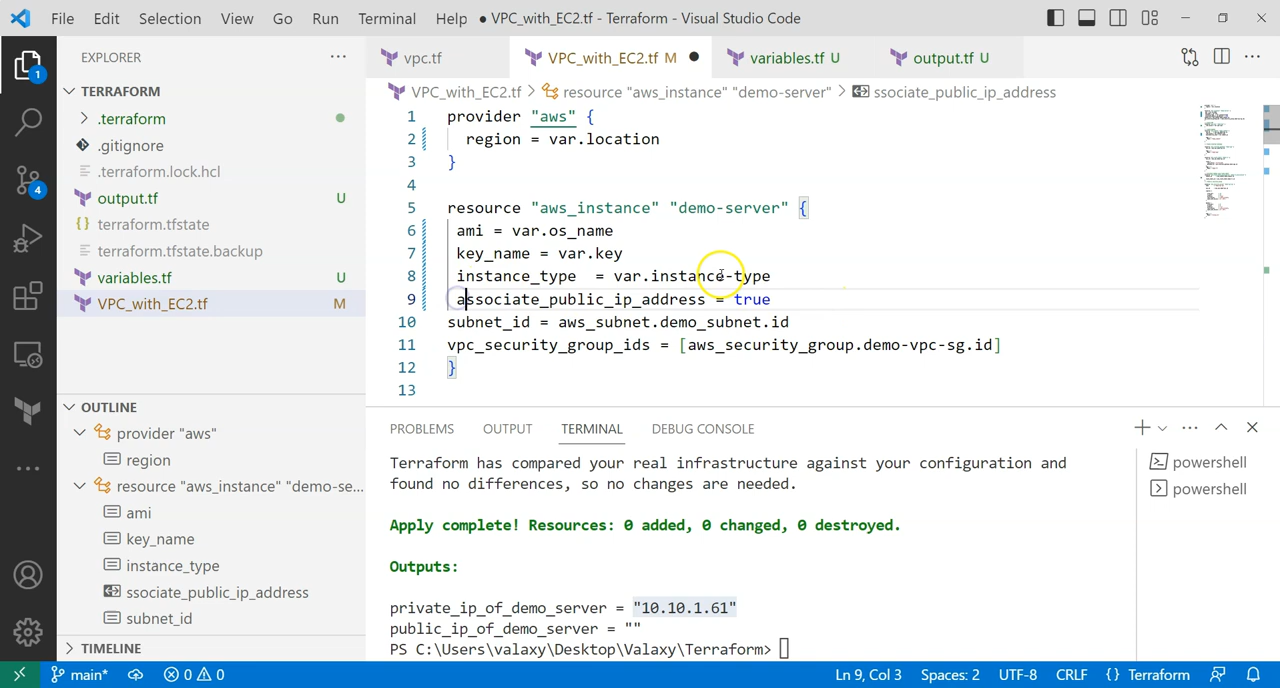 File Edit Selection View Go Run Terminal Help ● VPC_with_EC2.tf - Terraform - Visual Studio Code
EXPLORER
TERRAFORM
.terraform
.gitignore
.terraform.lock.hcl
output.tf U
terraform.tfstate
terraform.tfstate.backup
variables.tf U
VPC_with_EC2.tf M
OUTLINE
provider "aws"
region
resource "aws_instance" "demo-se...
ami
key_name
instance_type
ssociate_public_ip_address
subnet_id
TIMELINE
1
4
vpc.tf VPC_with_EC2.tf M ● variables.tf U output.tf U
VPC_with_EC2.tf > resource "aws_instance" "demo-server" > ssociate_public_ip_address
1 provider "aws" {
2 region = var.location
3 }
4
5 resource "aws_instance" "demo-server" {
6 ami = var.os_name
7 key_name = var.key
8 instance_type = var.instance-type
9 associate_public_ip_address = true
10 subnet_id = aws_subnet.demo_subnet.id
11 vpc_security_group_ids = [aws_security_group.demo-vpc-sg.id]
12 }
13
PROBLEMS OUTPUT TERMINAL DEBUG CONSOLE
Terraform has compared your real infrastructure against your configuration and
found no differences, so no changes are needed.
Apply complete! Resources: 0 added, 0 changed, 0 destroyed.
Outputs:
private_ip_of_demo_server = "10.10.1.61"
public_ip_of_demo_server = ""
PS C:\Users\valaxy\Desktop\Valaxy\Terraform>
powershell
powershell
main* 0 0 Ln 9, Col 3 Spaces: 2 UTF-8 CRLF {} Terraform